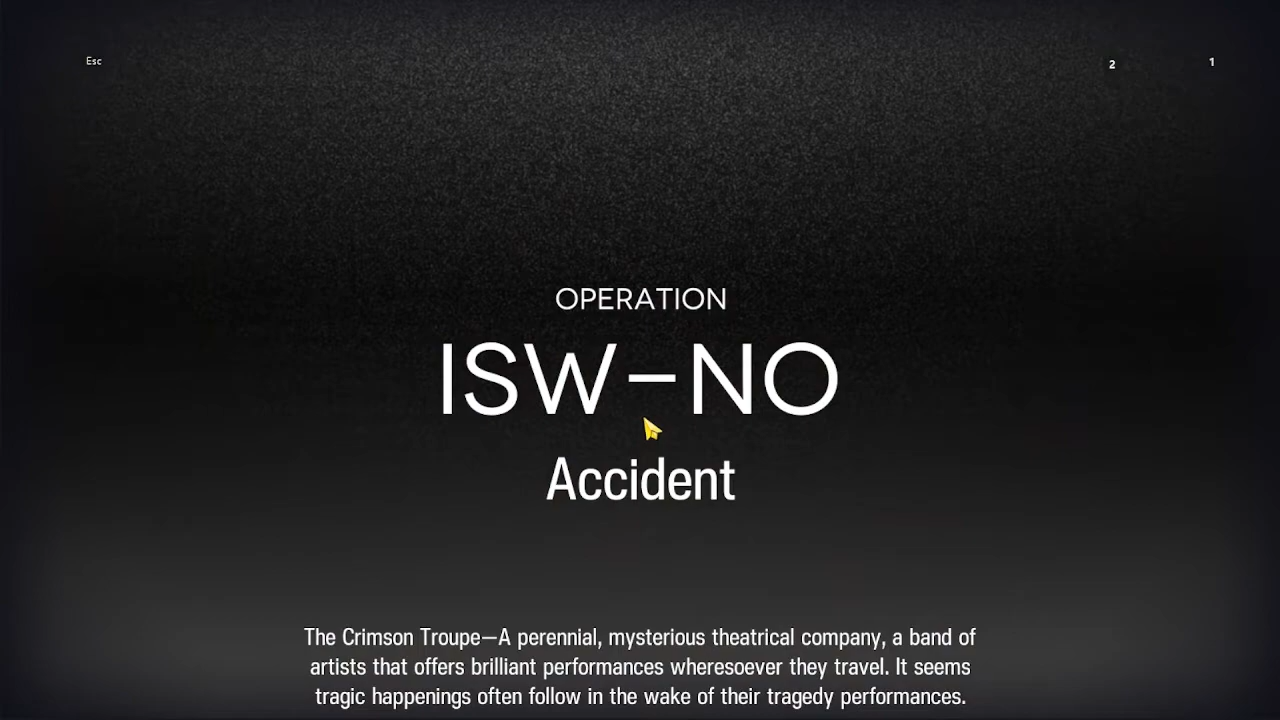 Esc
2
1
OPERATION
ISW-NO
Accident
The Crimson Troupe—A perennial, mysterious theatrical company, a band of
artists that offers brilliant performances wheresoever they travel. It seems
tragic happenings often follow in the wake of their tragedy performances.